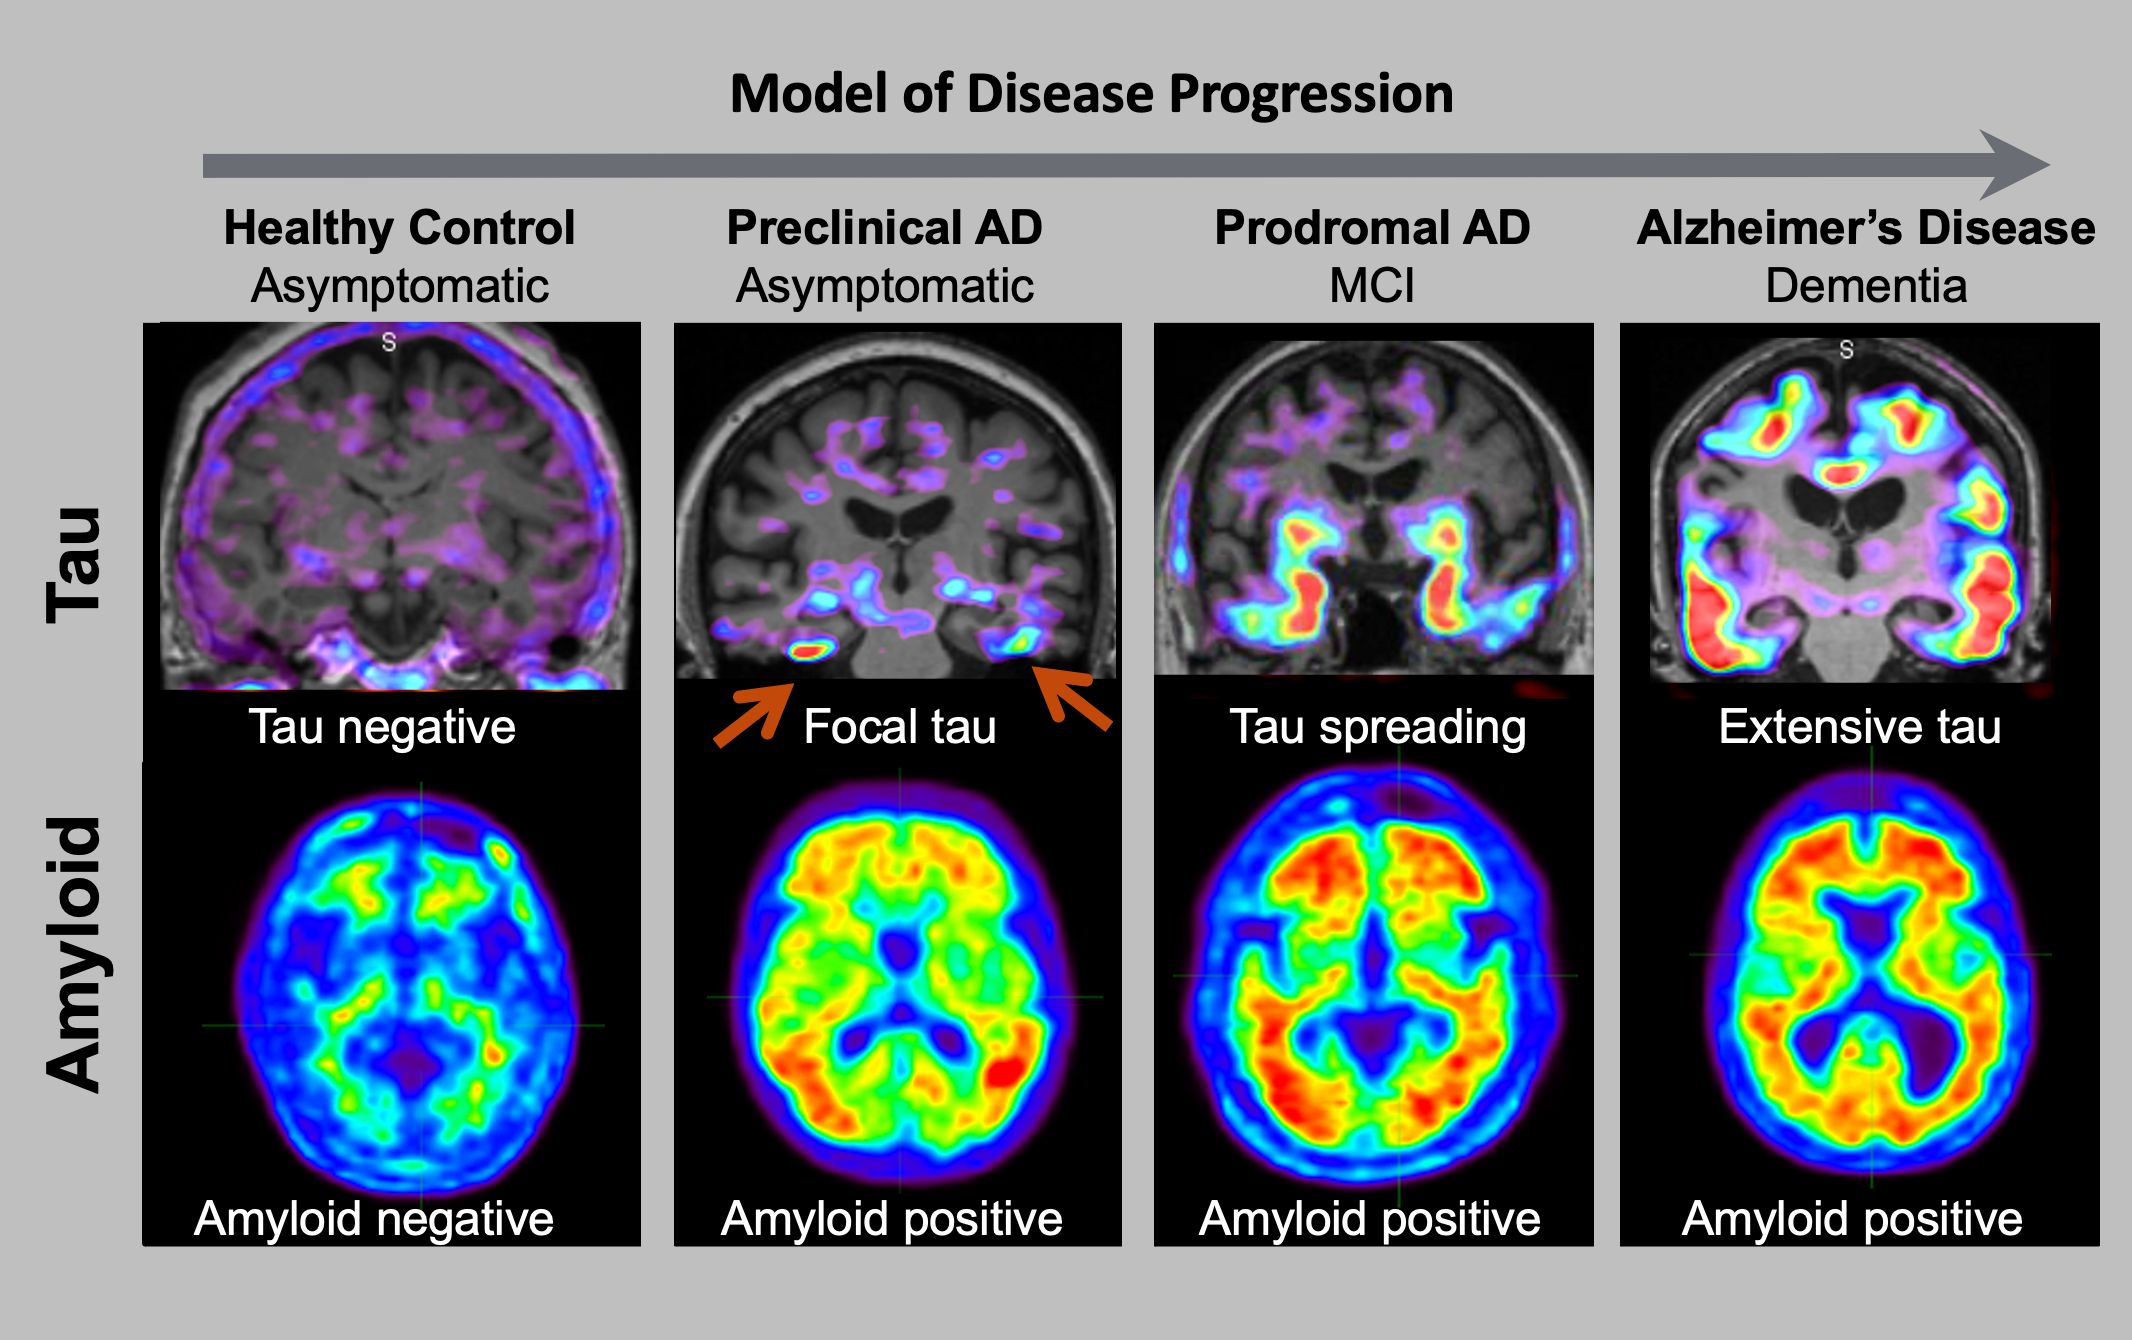 Model of Disease Progression
Healthy Control
Asymptomatic
Preclinical AD
Asymptomatic
Prodromal AD
MCI
Alzheimer’s Disease
Dementia
Tau
S
S
Tau negative
Focal tau
Tau spreading
Extensive tau
Amyloid
Amyloid negative
Amyloid positive
Amyloid positive
Amyloid positive